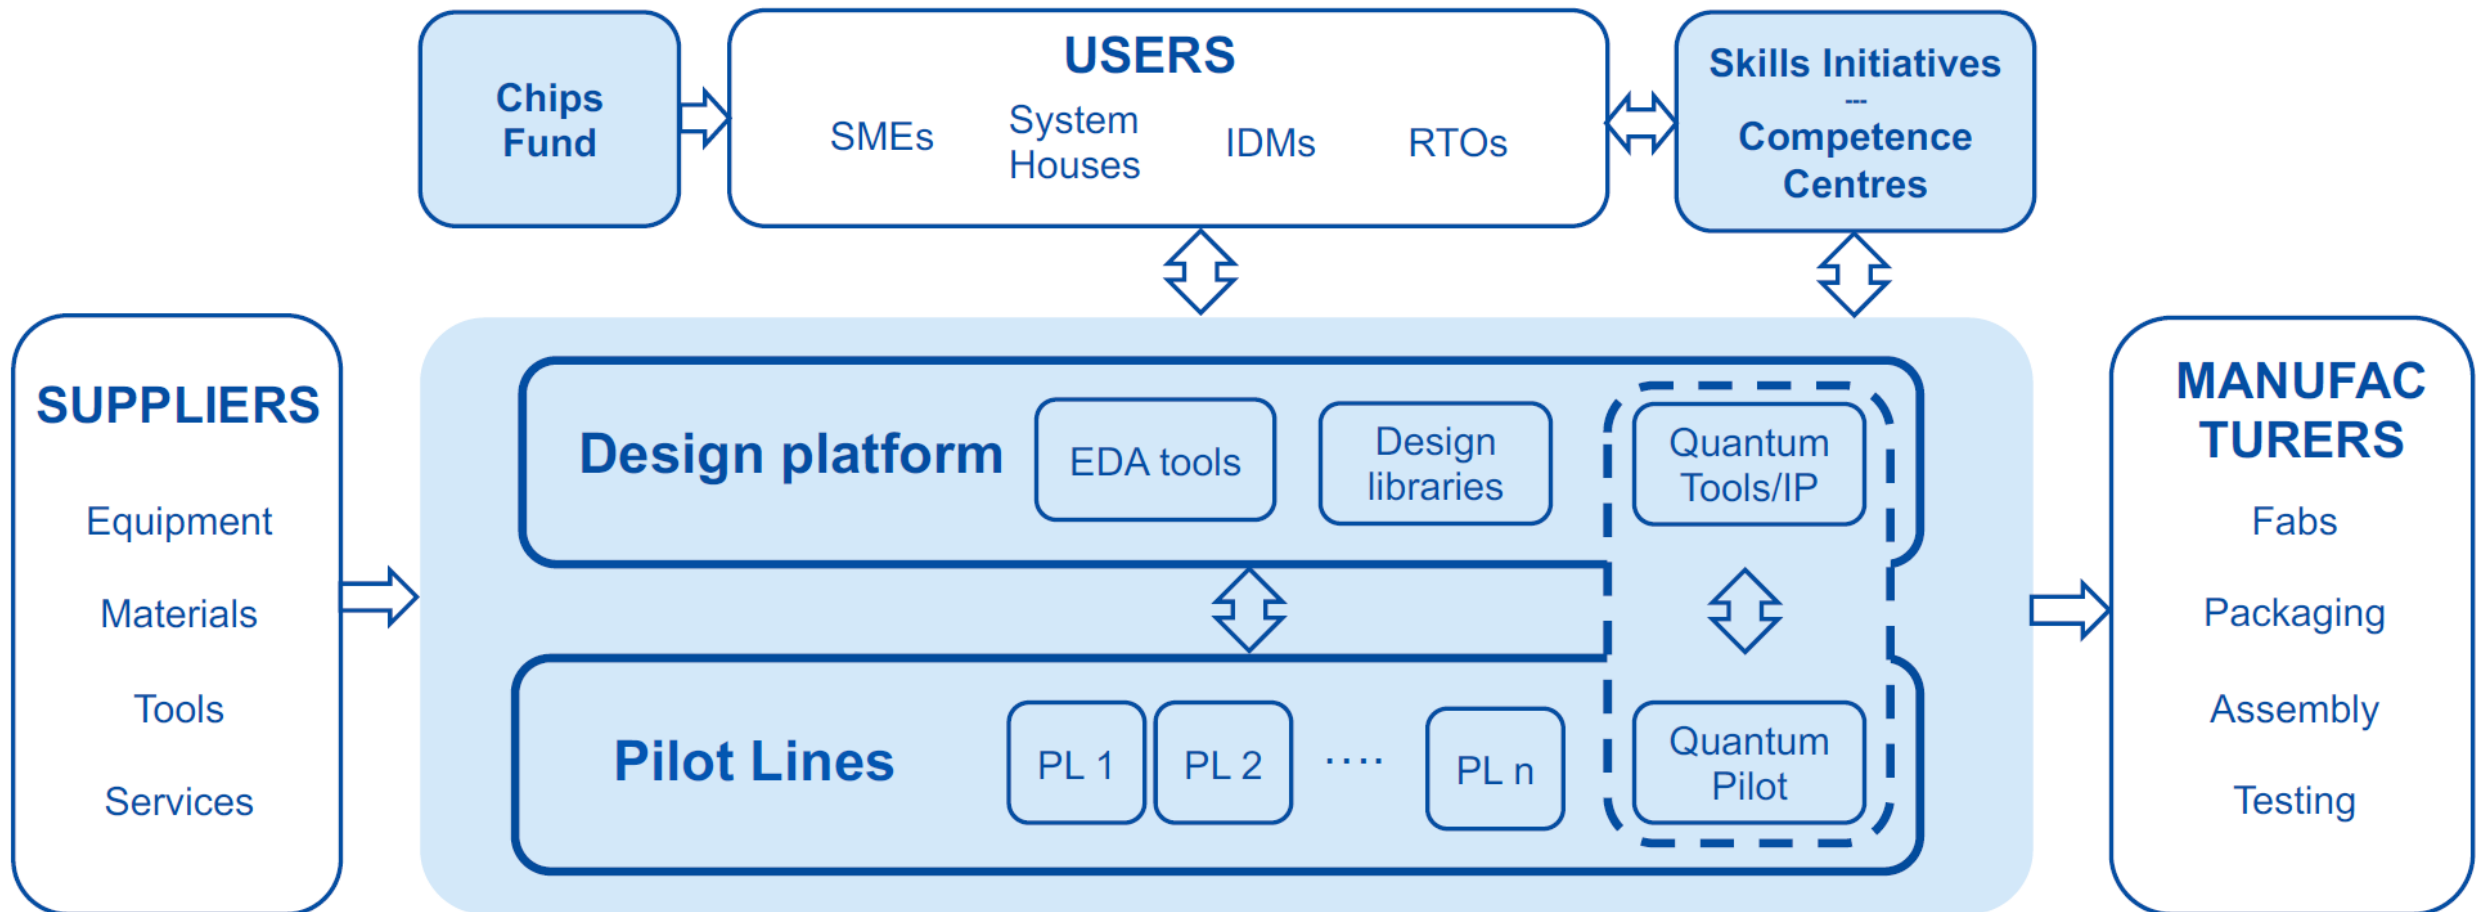 Chips
Fund
USERS
SMEs
System
Houses
IDMs
RTOs
Skills Initiatives
---
Competence
Centres
SUPPLIERS
Equipment
Materials
Tools
Services
Design platform
EDA tools
Design
libraries
Quantum
Tools/IP
Pilot Lines
PL 1
PL 2
....
PL n
Quantum
Pilot
MANUFAC
TURERS
Fabs
Packaging
Assembly
Testing